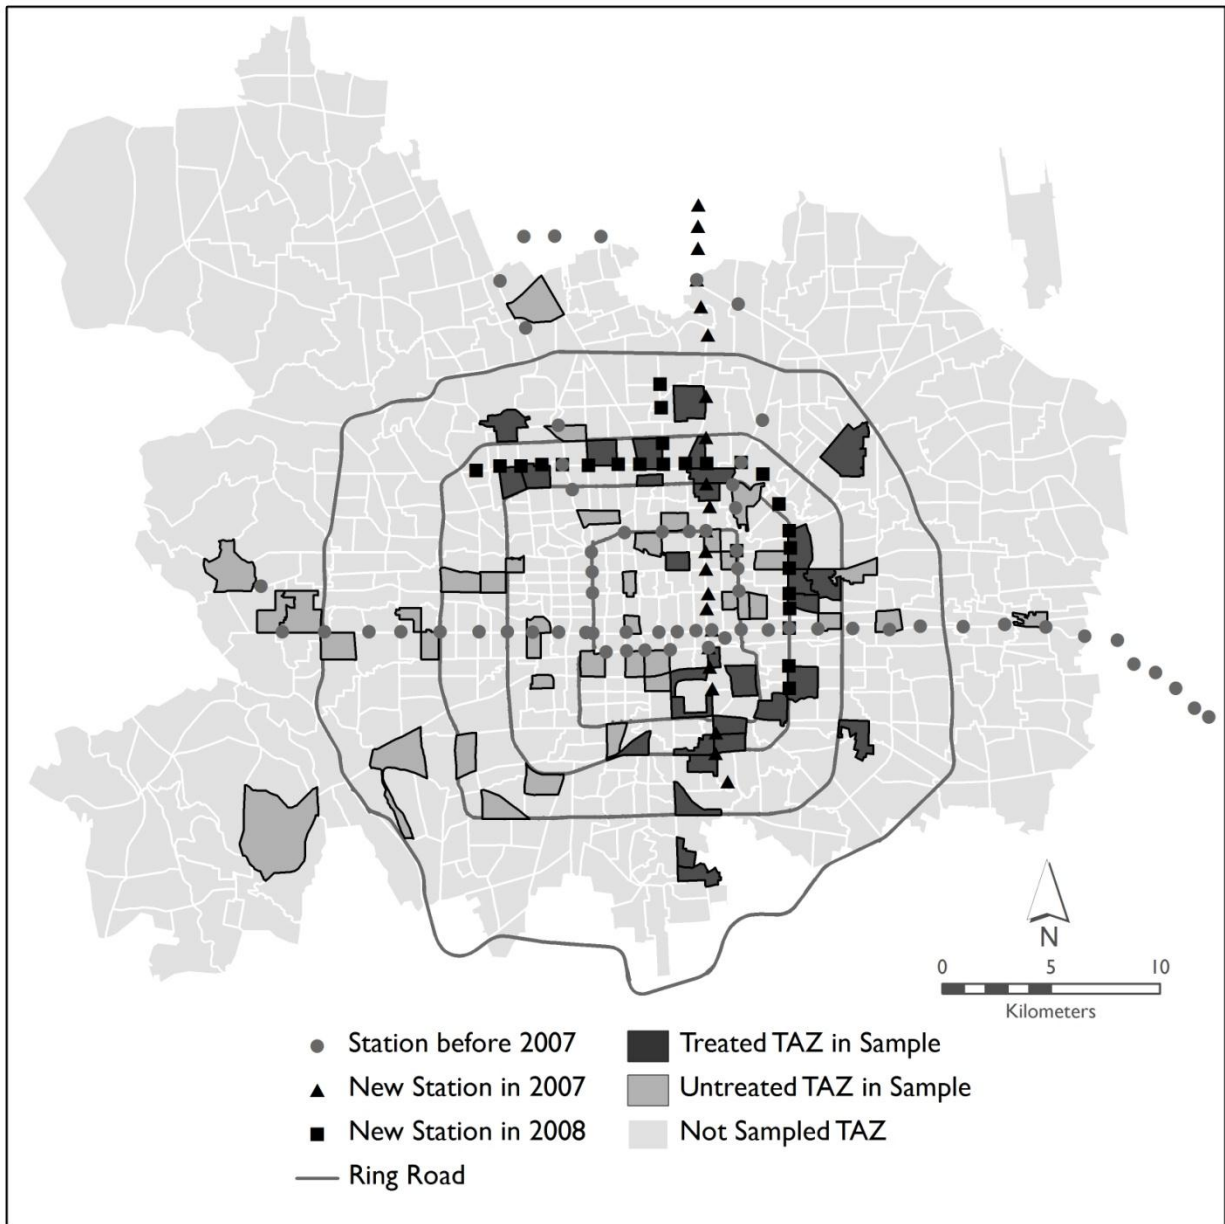 N
0 5 10
Kilometers
Station before 2007
Treated TAZ in Sample
New Station in 2007
Untreated TAZ in Sample
New Station in 2008
Not Sampled TAZ
Ring Road